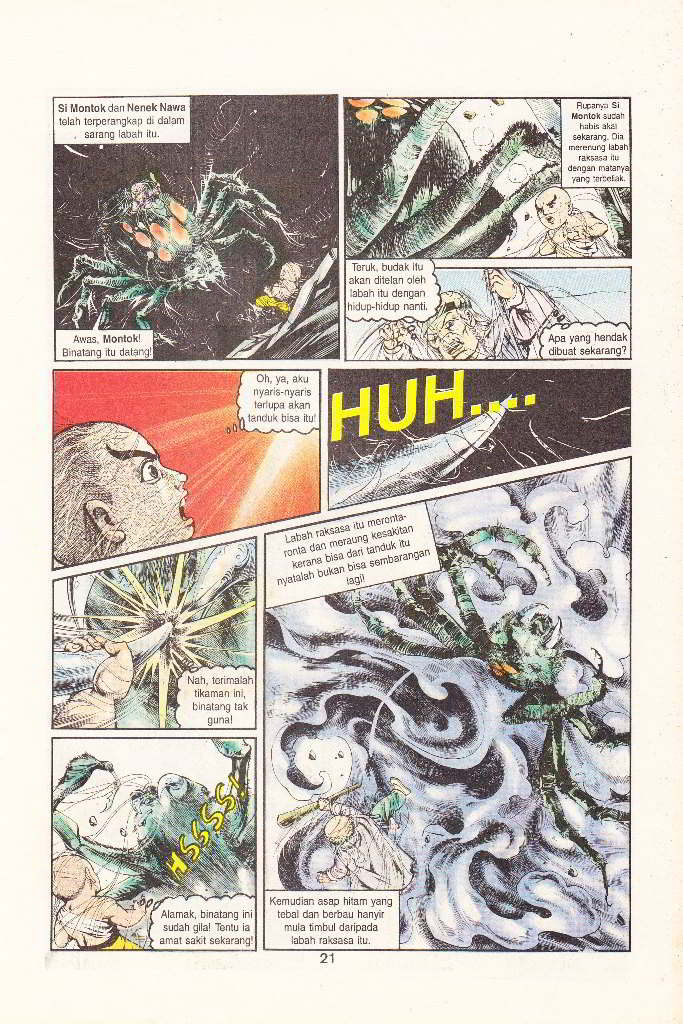 Si Montok dan Nenek Nawa
telah terperangkap di dalam
sarang labah itu.
Awas, Montok!
Binatang itu datang!
Rupanya Si
Montok sudah
habis akal
sekarang. Dia
merenung labah
raksasa itu
dengan matanya
yang terbeliak.
Teruk, budak itu
akan ditelan oleh
labah itu dengan
hidup-hidup nanti.
Apa yang hendak
dibuat sekarang?
Oh, ya, aku
nyaris-nyaris
terlupa akan
tanduk bisa itu!
HUH....
Nah, terimalah
tikaman ini,
binatang tak
guna!
Labah raksasa itu meronta-
ronta dan meraung kesakitan
kerana bisa dari tanduk itu
nyatalah bukan bisa sembarangan
lagi!
HSSSS!
Alamak, binatang ini
sudah gila! Tentu ia
amat sakit sekarang!
Kemudian asap hitam yang
tebal dan berbau hanyir
mula timbul daripada
labah raksasa itu.
21